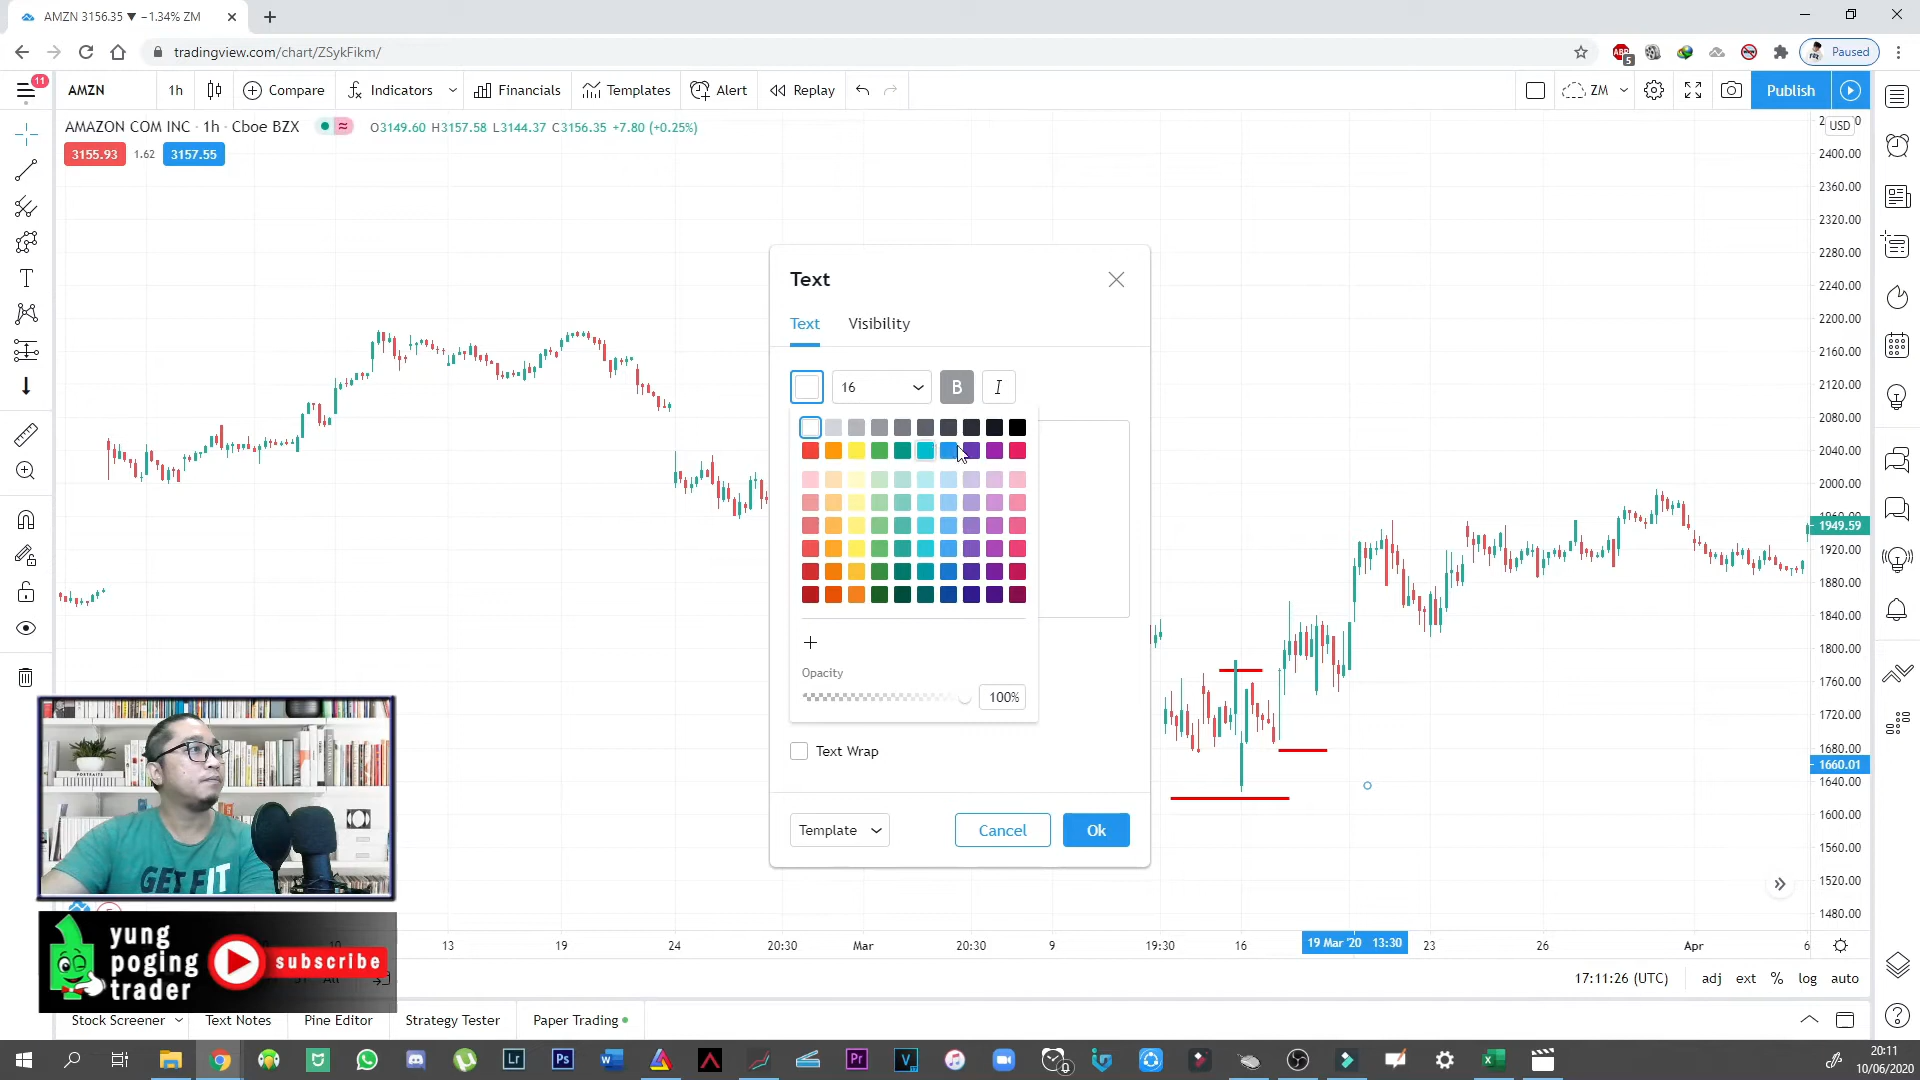 AMZN 3156.35 ▼ −1.34% ZM
tradingview.com/chart/ZSykFikm/
5
Paused
11
AMZN
1h
Compare
Indicators
Financials
Templates
Alert
Replay
ZM
Publish
AMAZON COM INC · 1h · Cboe BZX
O3149.60 H3157.58 L3144.37 C3156.35 +7.80 (+0.25%)
3155.93
1.62
3157.55
USD
2400.00
2360.00
2320.00
2280.00
2240.00
2200.00
2160.00
2120.00
2080.00
2040.00
2000.00
1949.59
1920.00
1880.00
1840.00
1800.00
1760.00
1720.00
1680.00
1660.01
1640.00
1600.00
1560.00
1520.00
1480.00
Text
Text
Visibility
16
B
I
Opacity
100%
Text Wrap
Template
Cancel
Ok
GET FIT
yung
poging
trader
subscribe
13
19
24
20:30
Mar
20:30
9
19:30
16
19 Mar '20 13:30
23
26
Apr
6
17:11:26 (UTC)
adj
ext
%
log
auto
Stock Screener
Text Notes
Pine Editor
Strategy Tester
Paper Trading
Lr
Ps
Pr
20:11
10/06/2020